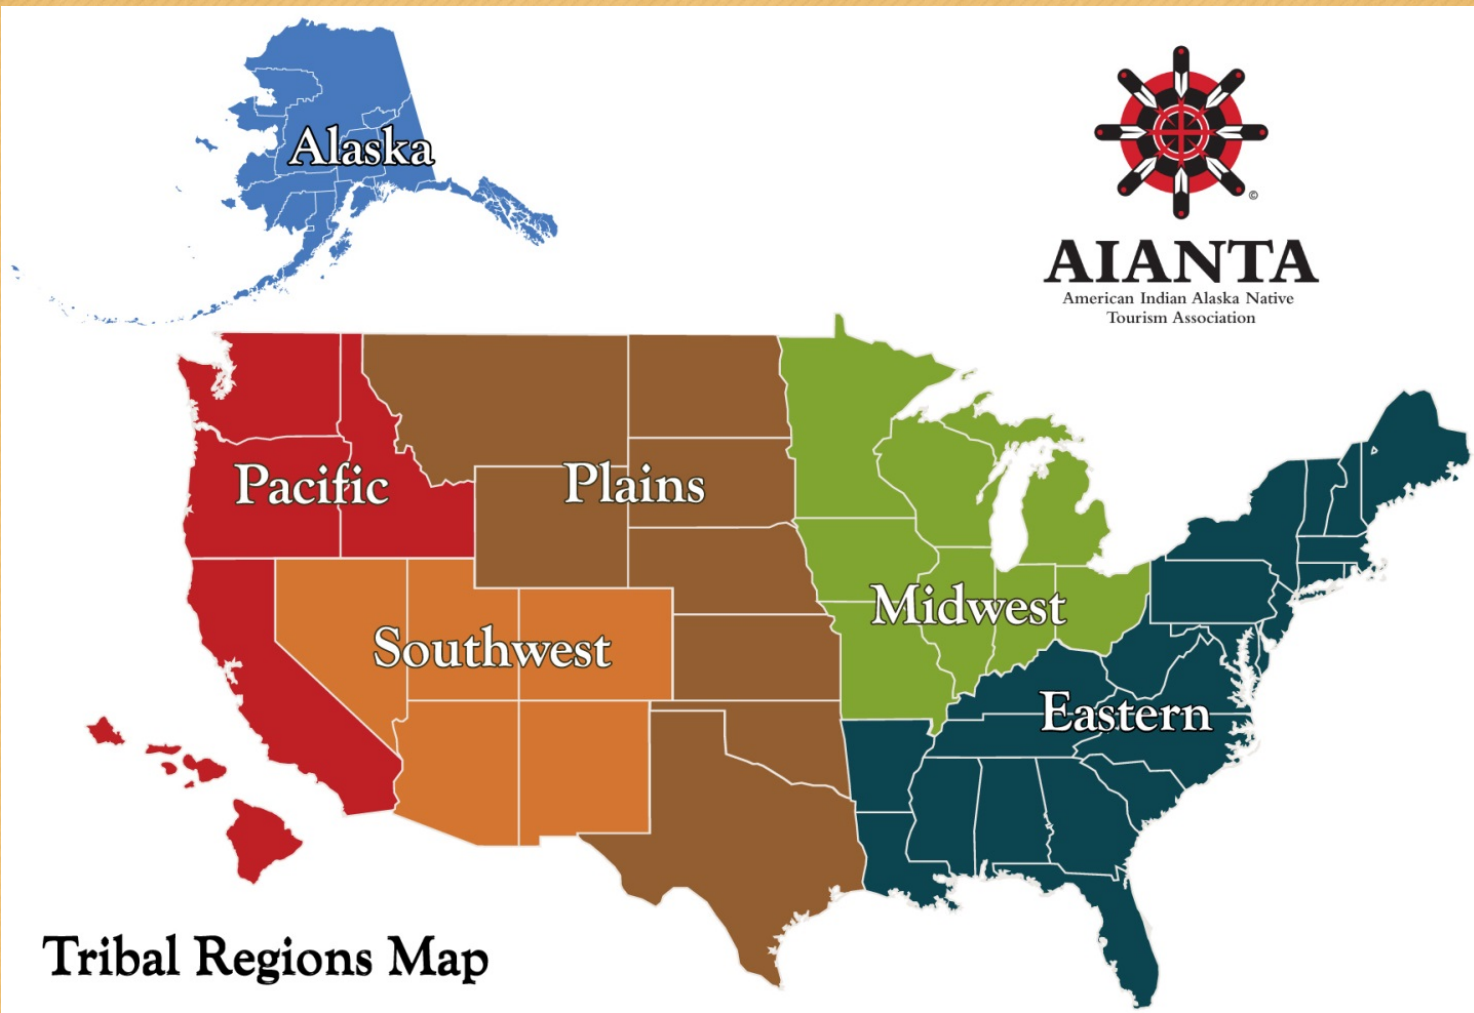 Alaska
©
AIANTA
American Indian Alaska Native
Tourism Association
Pacific
Plains
Midwest
Southwest
Eastern
Tribal Regions Map